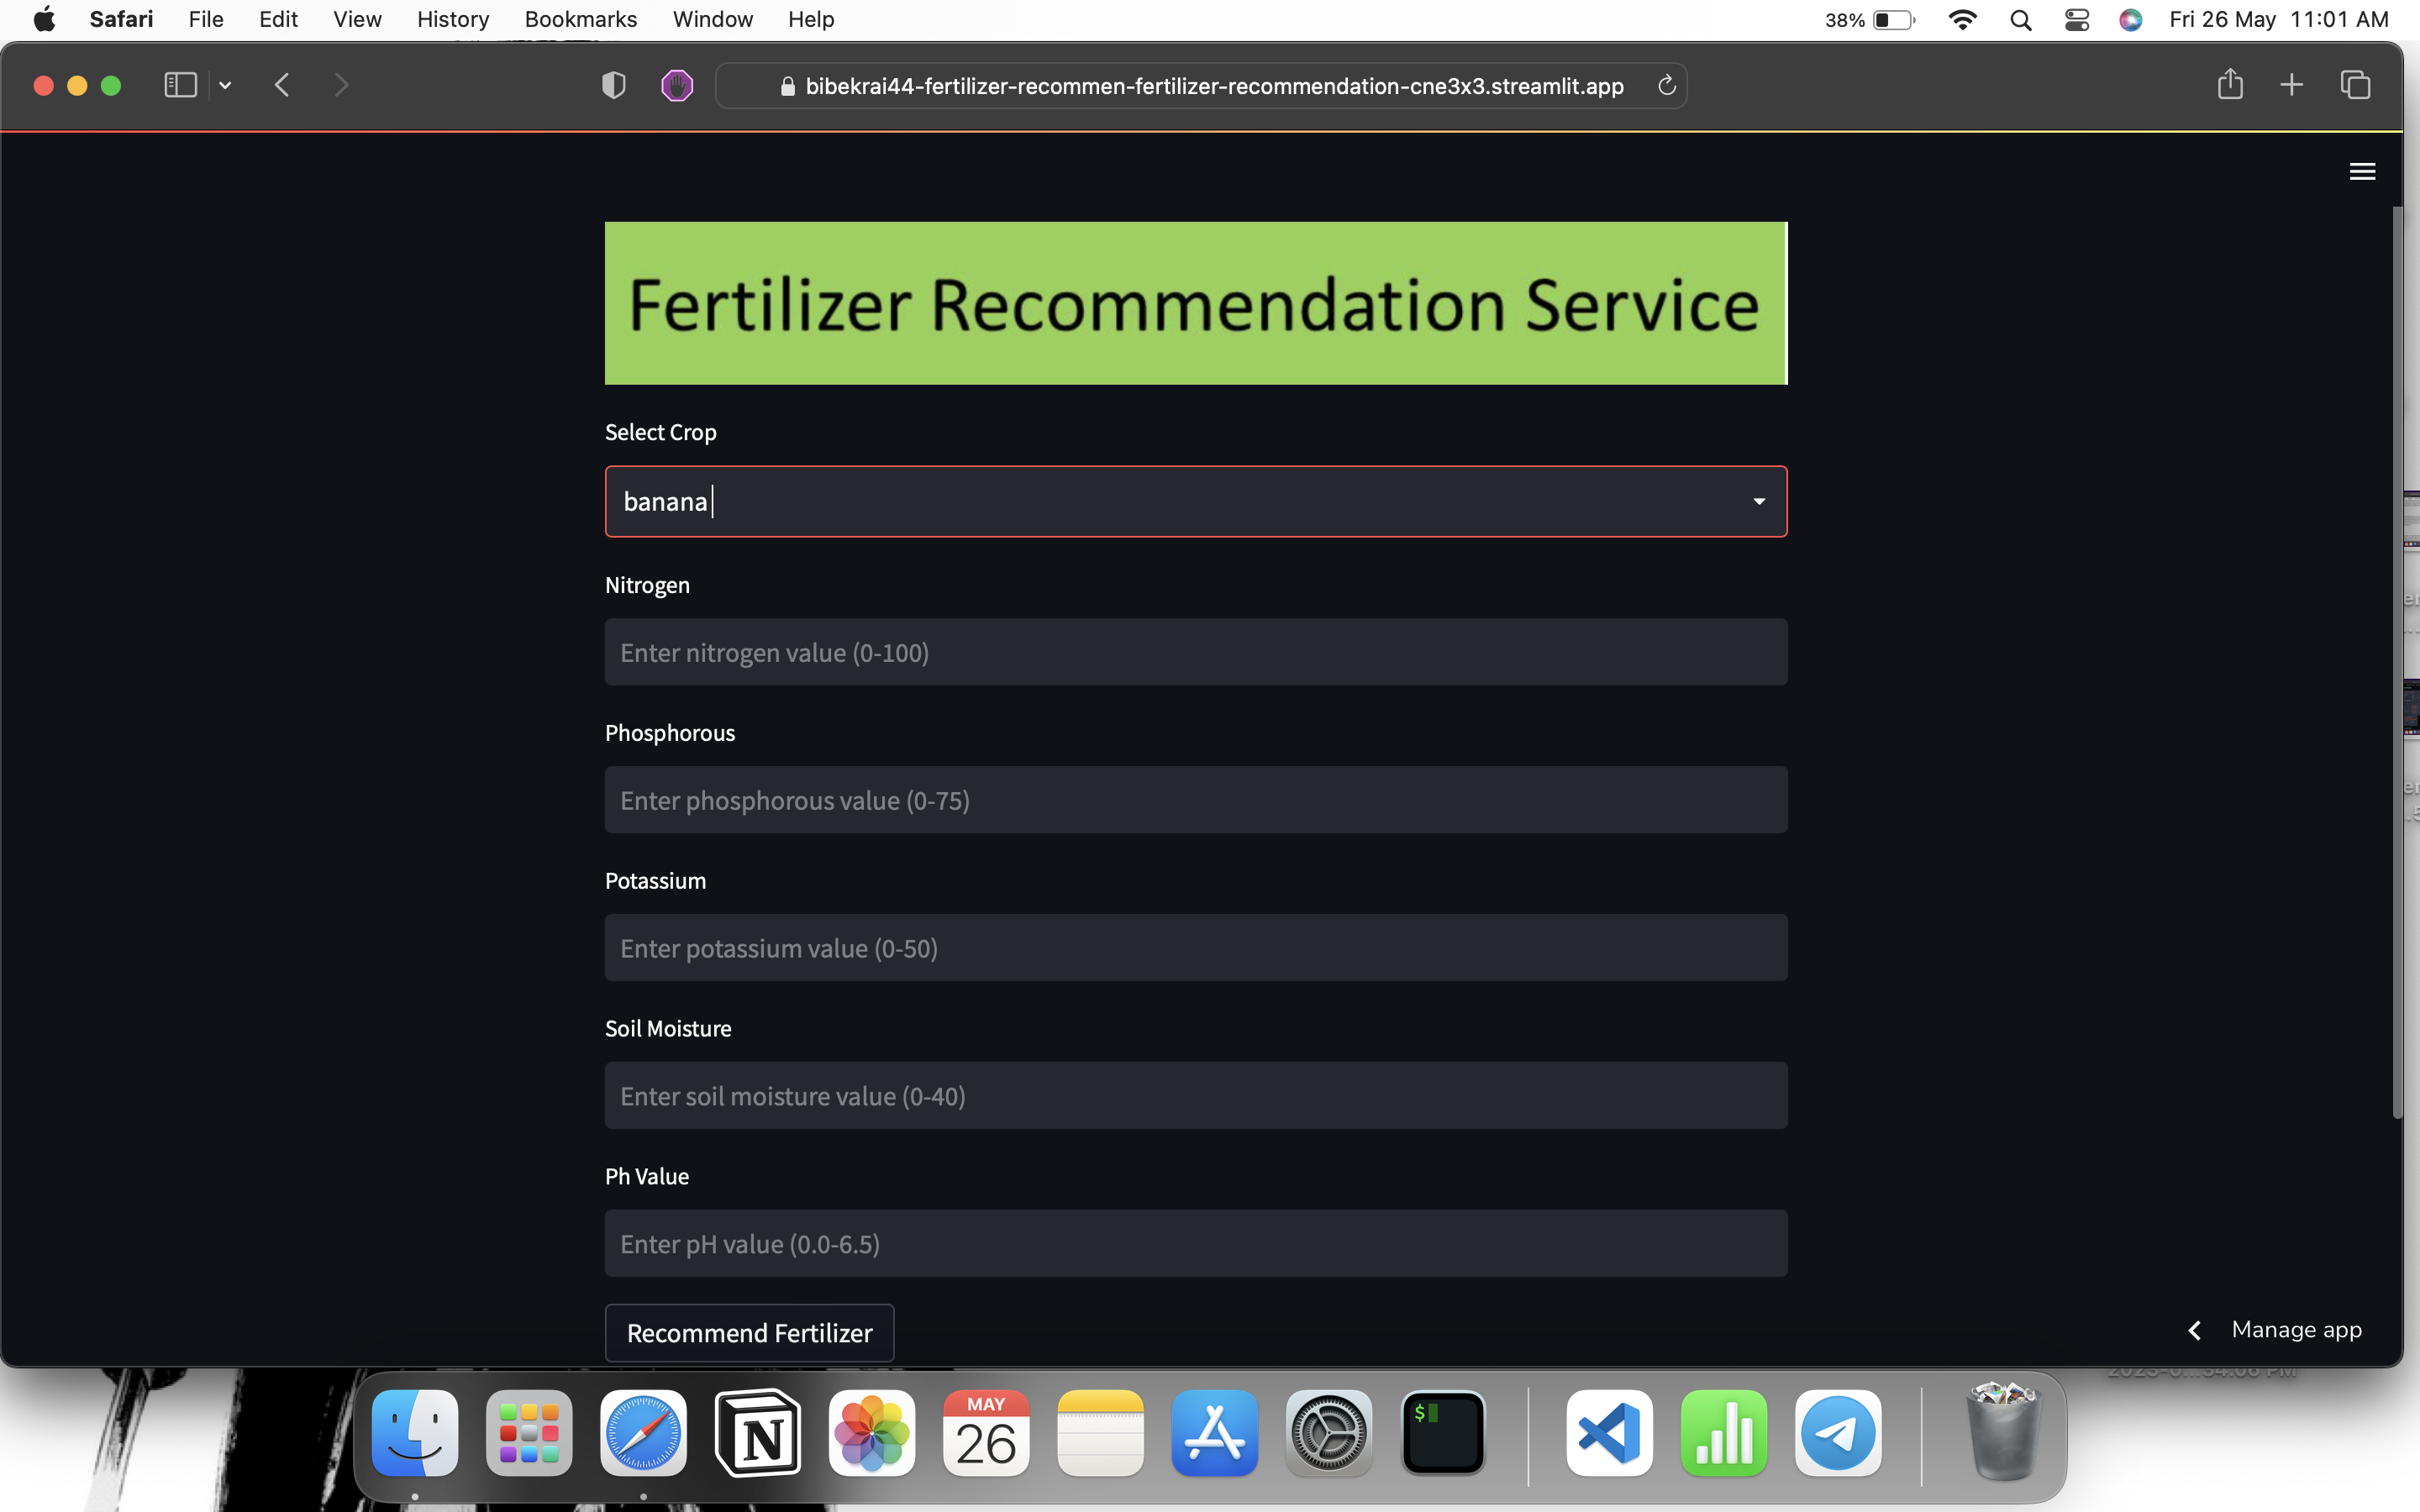 Safari File Edit View History Bookmarks Window Help 38% Fri 26 May 11:01 AM
bibekrai44-fertilizer-recommen-fertilizer-recommendation-cne3x3.streamlit.app
Fertilizer Recommendation Service
Select Crop
banana
Nitrogen
Enter nitrogen value (0-100)
Phosphorous
Enter phosphorous value (0-75)
Potassium
Enter potassium value (0-50)
Soil Moisture
Enter soil moisture value (0-40)
Ph Value
Enter pH value (0.0-6.5)
Recommend Fertilizer
Manage app
MAY
26
$